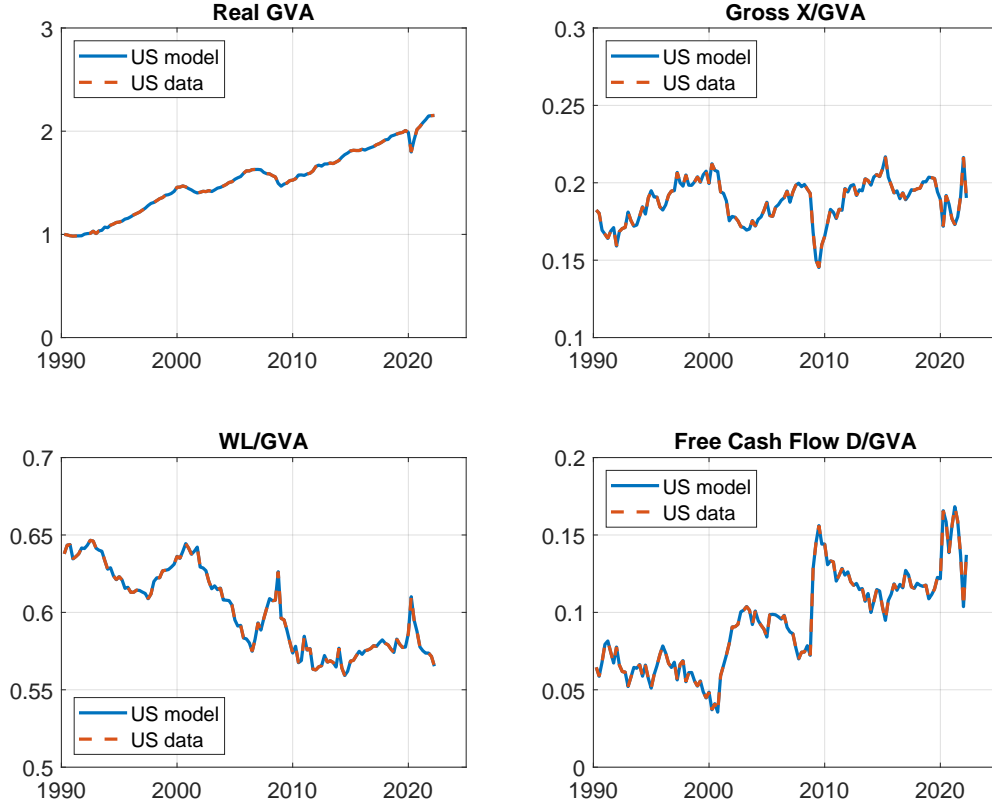 Real GVA
3
2
1
0
1990 2000 2010 2020
US model
US data
Gross X/GVA
0.3
0.25
0.2
0.15
0.1
1990 2000 2010 2020
US model
US data
WL/GVA
0.7
0.65
0.6
0.55
0.5
1990 2000 2010 2020
US model
US data
Free Cash Flow D/GVA
0.2
0.15
0.1
0.05
0
1990 2000 2010 2020
US model
US data